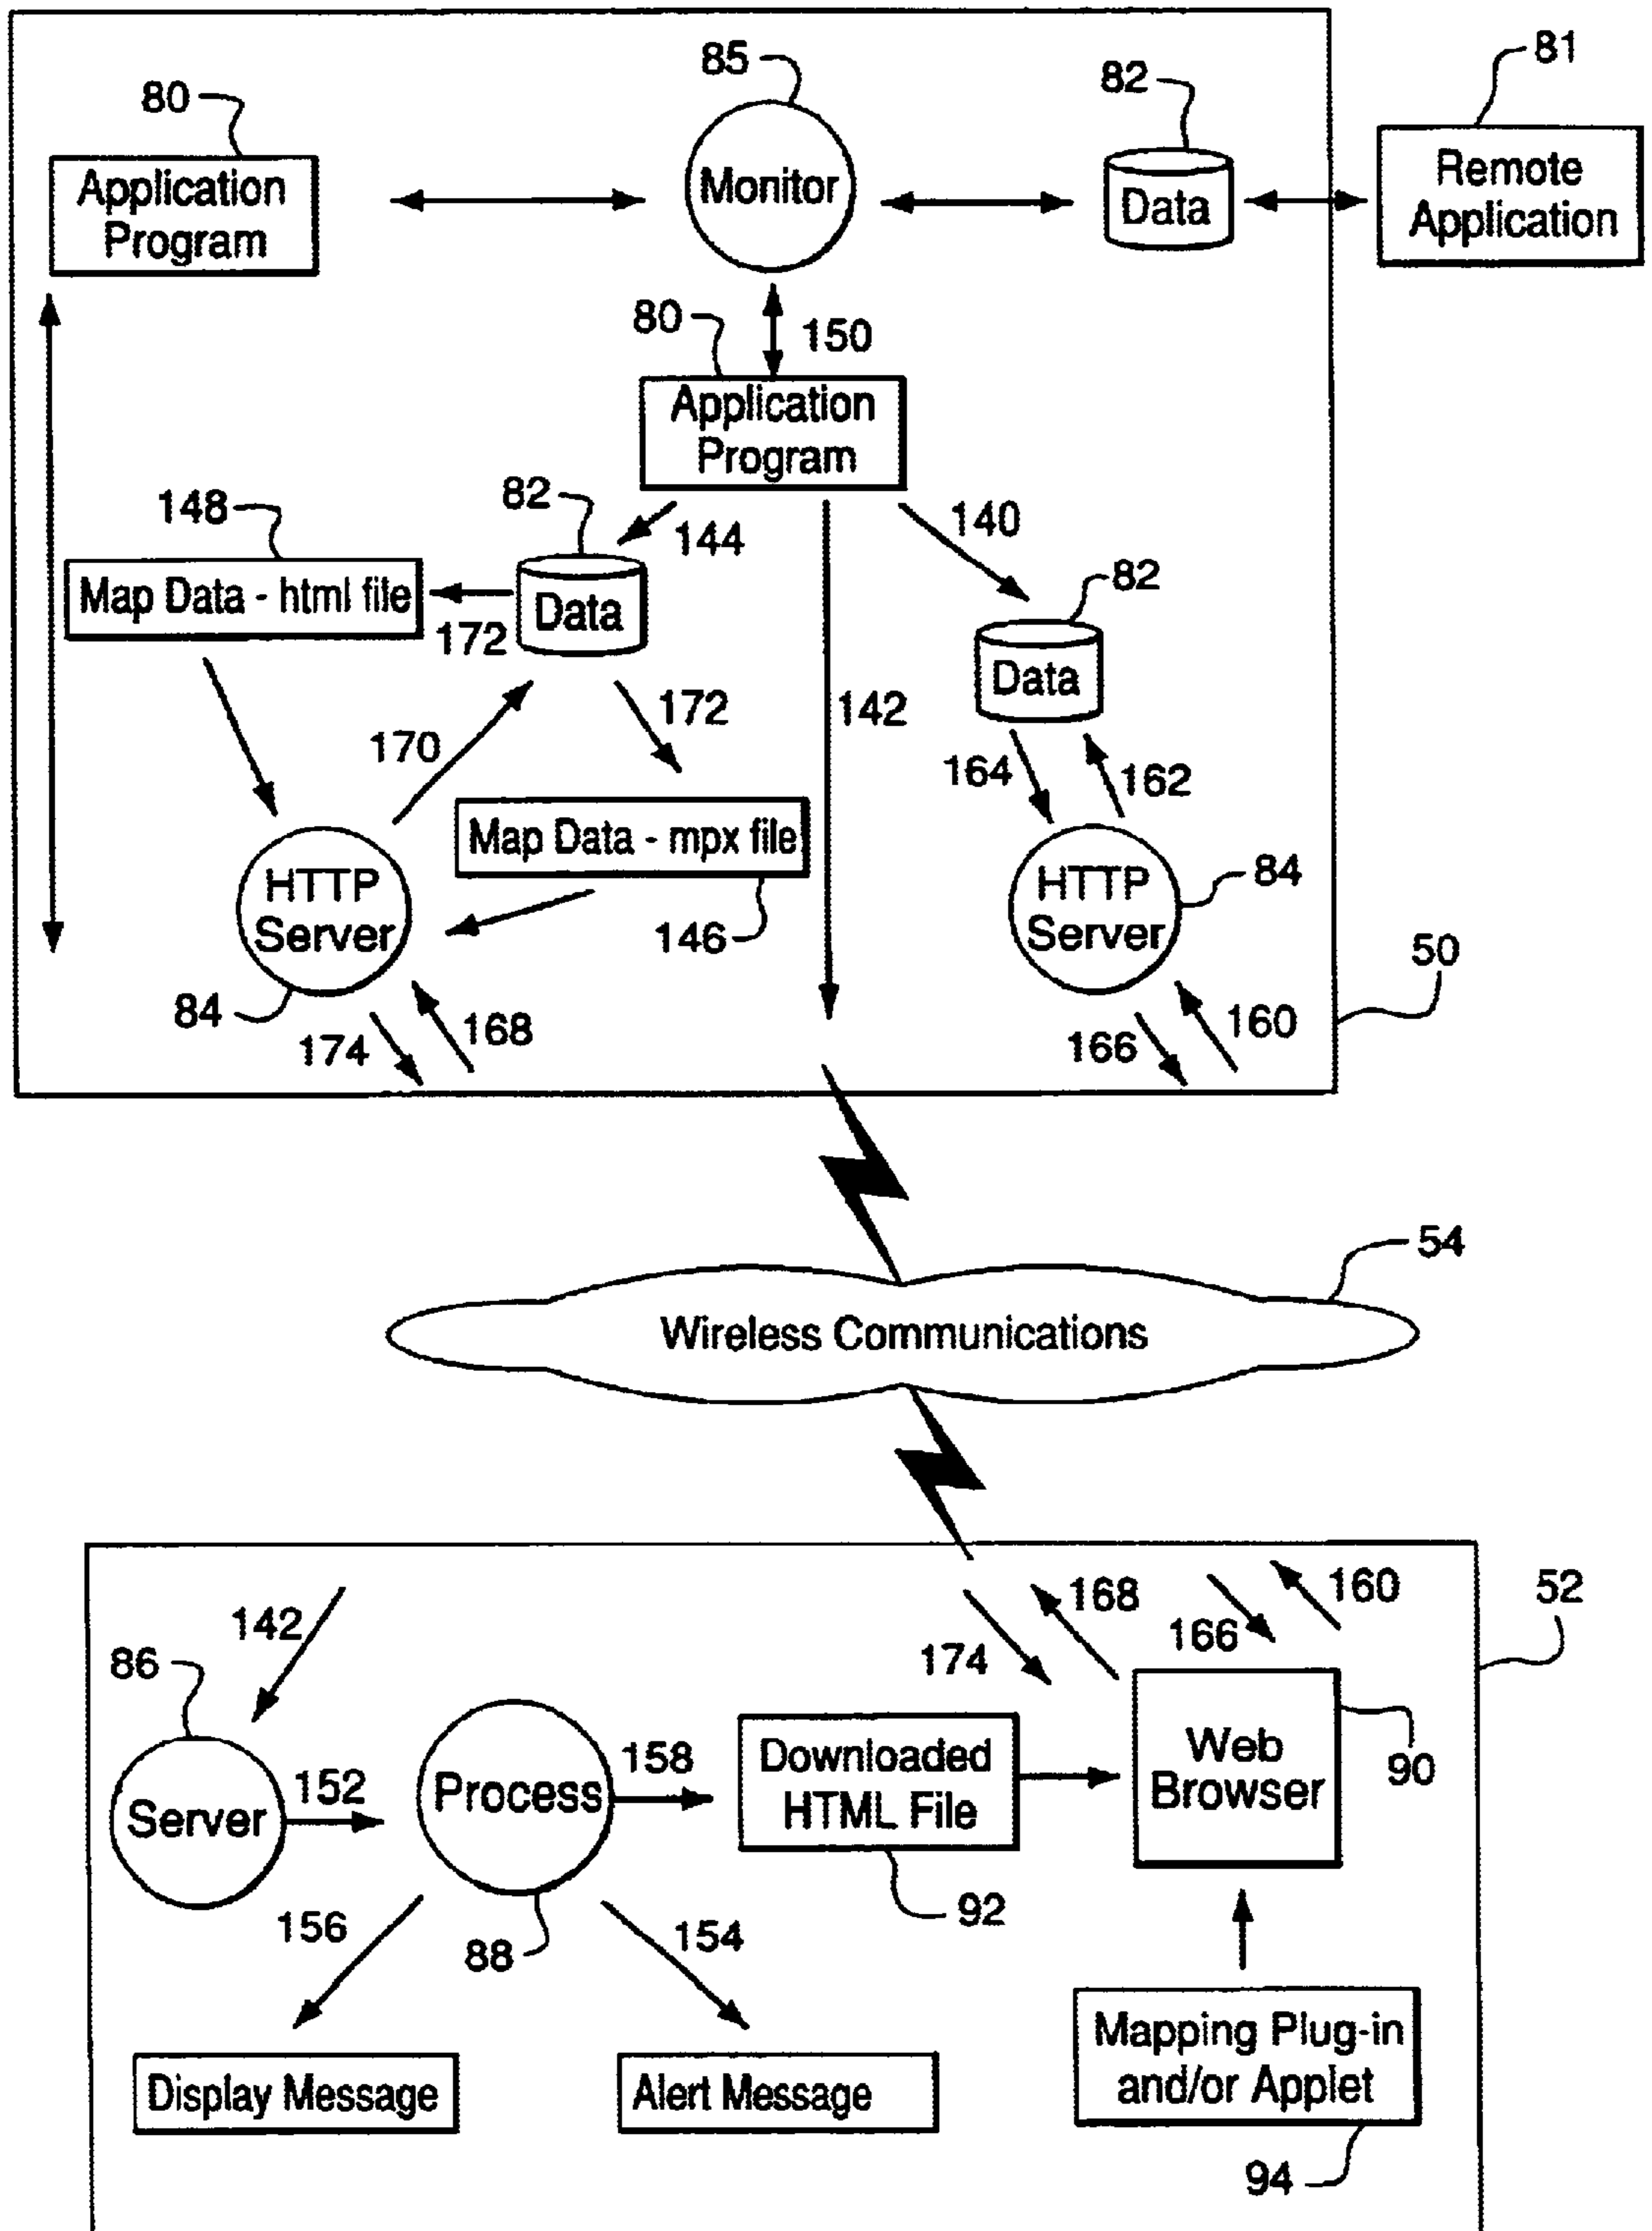 85
82
81
80
Application
Program
Monitor
Data
Remote
Application
80
150
Application
Program
148
82
144
140
Map Data - html file
172
Data
82
Data
170
172
142
164
162
Map Data - mpx file
HTTP
Server
146
HTTP
Server
84
50
84
174
168
166
160
54
Wireless Communications
142
174
168
166
160
52
86
Server
152
Process
158
Downloaded
HTML File
Web
Browser
90
156
88
154
92
Display Message
Alert Message
Mapping Plug-in
and/or Applet
94